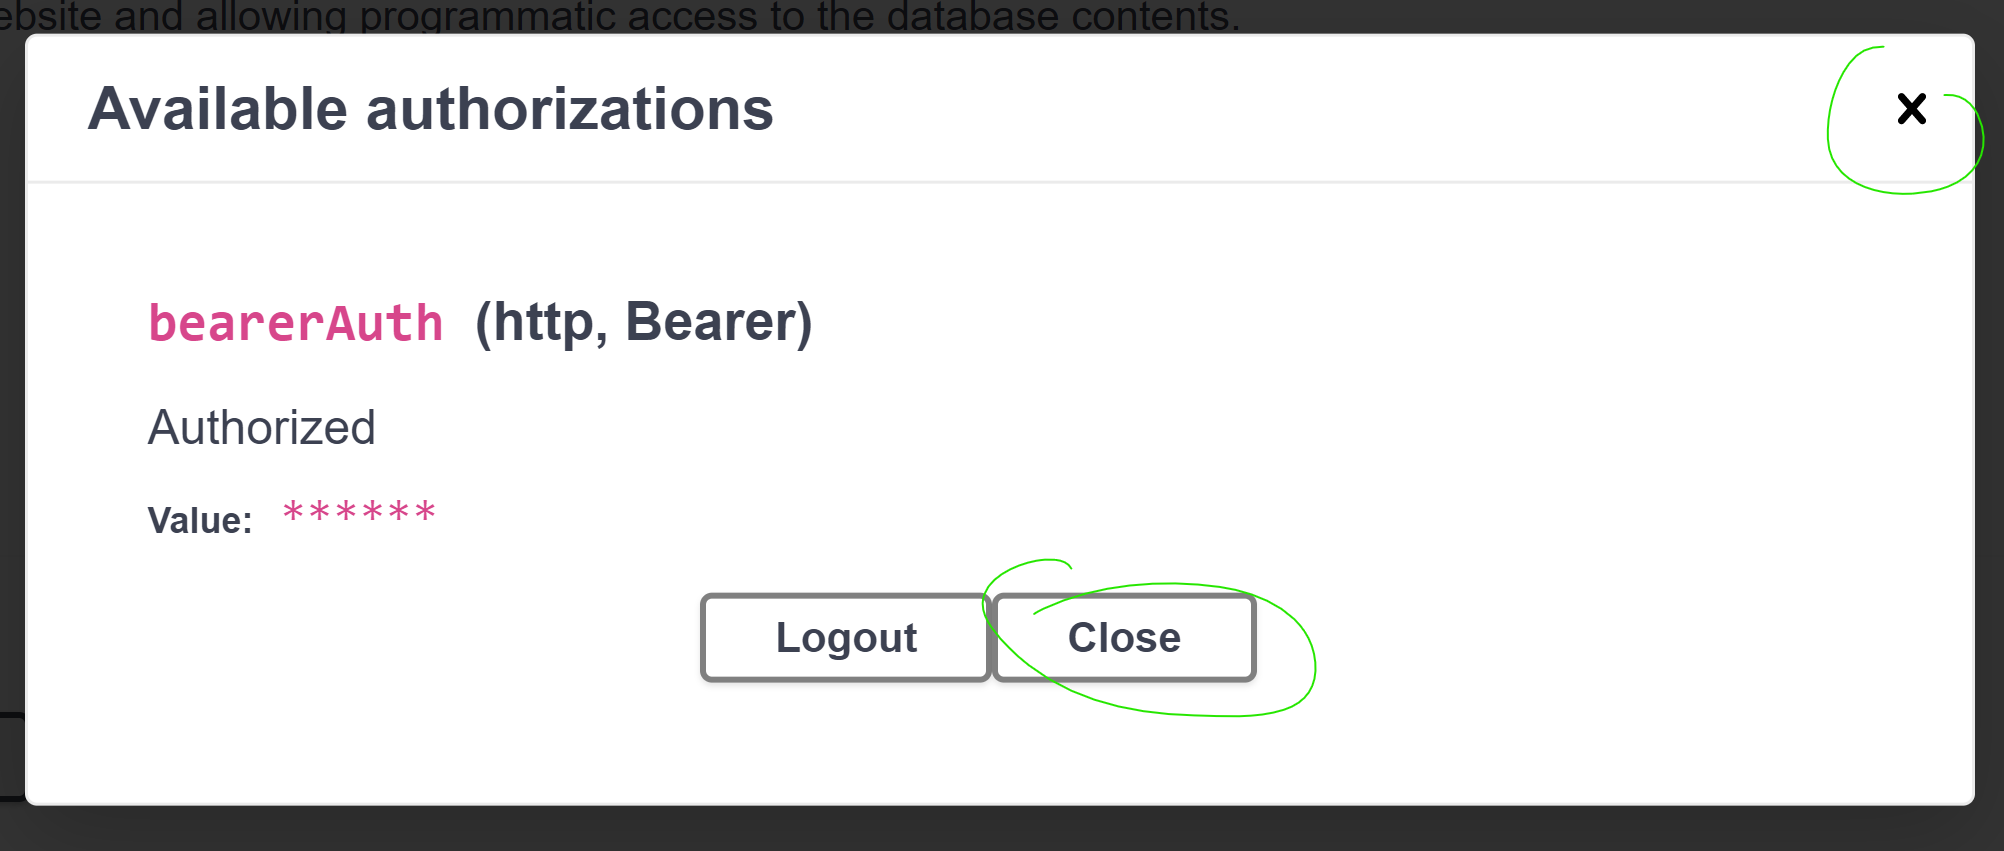 ebsite and allowing programmatic access to the database contents.
Available authorizations
bearerAuth (http, Bearer)
Authorized
Value: ******
Logout Close